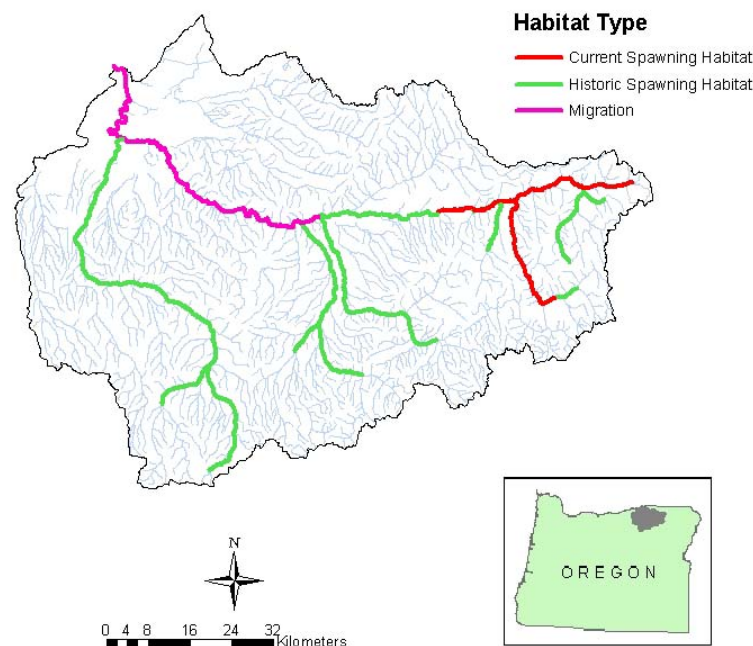 Habitat Type
Current Spawning Habitat
Historic Spawning Habitat
Migration
N
OREGON
0 4 8 16 24 32
Kilometers